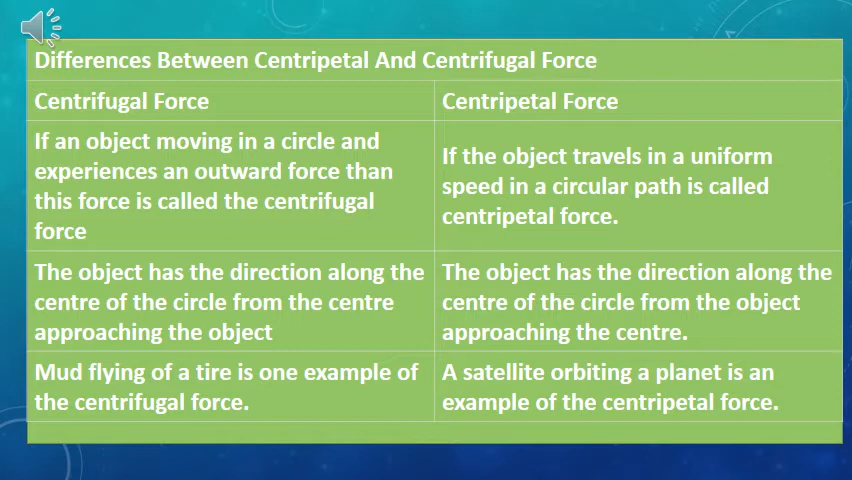 Differences Between Centripetal And Centrifugal Force
Centrifugal Force
Centripetal Force
If an object moving in a circle and
experiences an outward force than
this force is called the centrifugal
force
If the object travels in a uniform
speed in a circular path is called
centripetal force.
The object has the direction along the
centre of the circle from the centre
approaching the object
The object has the direction along the
centre of the circle from the object
approaching the centre.
Mud flying of a tire is one example of
the centrifugal force.
A satellite orbiting a planet is an
example of the centripetal force.